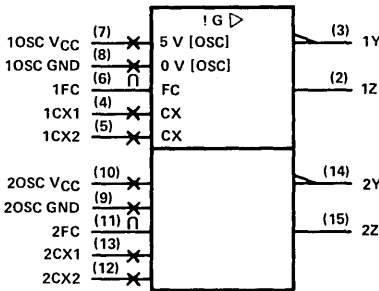 ! G ▷
1OSC VCC (7) 5 V [OSC] (3) 1Y
1OSC GND (8) 0 V [OSC]
1FC (6) ∩ FC (2) 1Z
1CX1 (4) CX
1CX2 (5) CX
2OSC VCC (10) (14) 2Y
2OSC GND (9)
2FC (11) ∩ (15) 2Z
2CX1 (13)
2CX2 (12)